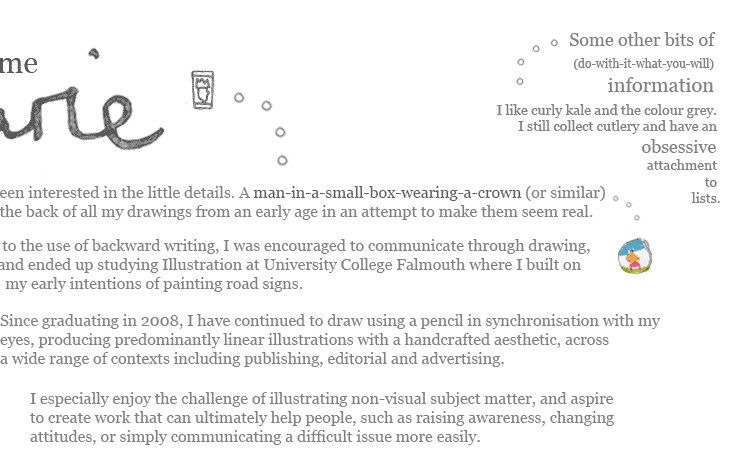 me
Some other bits of
(do-with-it-what-you-will)
information
I like curly kale and the colour grey.
I still collect cutlery and have an
obsessive
attachment
to
lists.
een interested in the little details. A man-in-a-small-box-wearing-a-crown (or similar)
the back of all my drawings from an early age in an attempt to make them seem real.
to the use of backward writing, I was encouraged to communicate through drawing,
and ended up studying Illustration at University College Falmouth where I built on
my early intentions of painting road signs.
Since graduating in 2008, I have continued to draw using a pencil in synchronisation with my
eyes, producing predominantly linear illustrations with a handcrafted aesthetic, across
a wide range of contexts including publishing, editorial and advertising.
I especially enjoy the challenge of illustrating non-visual subject matter, and aspire
to create work that can ultimately help people, such as raising awareness, changing
attitudes, or simply communicating a difficult issue more easily.